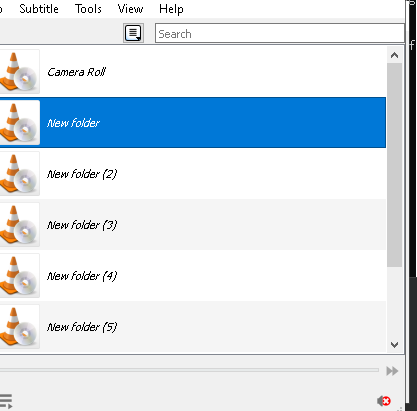 Subtitle Tools View Help
Search
Camera Roll
New folder
New folder (2)
New folder (3)
New folder (4)
New folder (5)